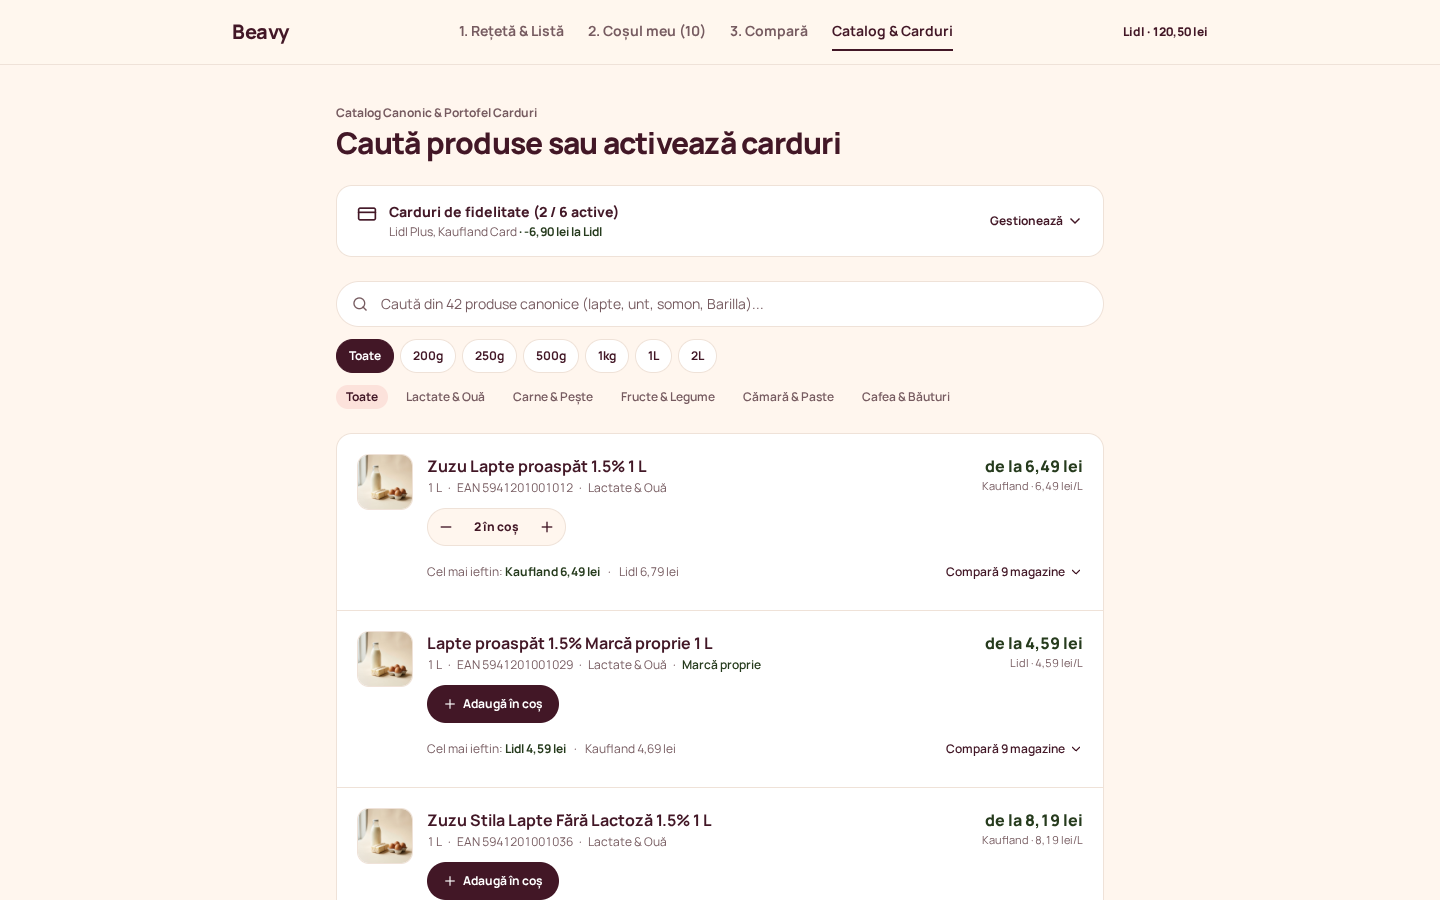 Beavy
1. Rețetă & Listă
2. Coșul meu (10)
3. Compară
Catalog & Carduri
Lidl · 120,50 lei
Catalog Canonic & Portofel Carduri
Caută produse sau activează carduri
Carduri de fidelitate (2 / 6 active)
Lidl Plus, Kaufland Card · -6,90 lei la Lidl
Gestionează
Caută din 42 produse canonice (lapte, unt, somon, Barilla)...
Toate 200g 250g 500g 1kg 1L 2L
Toate Lactate & Ouă Carne & Pește Fructe & Legume Cămară & Paste Cafea & Băuturi
Zuzu Lapte proaspăt 1.5% 1 L
de la 6,49 lei
1 L · EAN 5941201001012 · Lactate & Ouă
Kaufland · 6,49 lei/L
2 în coș
Cel mai ieftin: Kaufland 6,49 lei · Lidl 6,79 lei
Compară 9 magazine
Lapte proaspăt 1.5% Marcă proprie 1 L
de la 4,59 lei
1 L · EAN 5941201001029 · Lactate & Ouă · Marcă proprie
Lidl · 4,59 lei/L
Adaugă în coș
Cel mai ieftin: Lidl 4,59 lei · Kaufland 4,69 lei
Compară 9 magazine
Zuzu Stila Lapte Fără Lactoză 1.5% 1 L
de la 8,19 lei
1 L · EAN 5941201001036 · Lactate & Ouă
Kaufland · 8,19 lei/L
Adaugă în coș